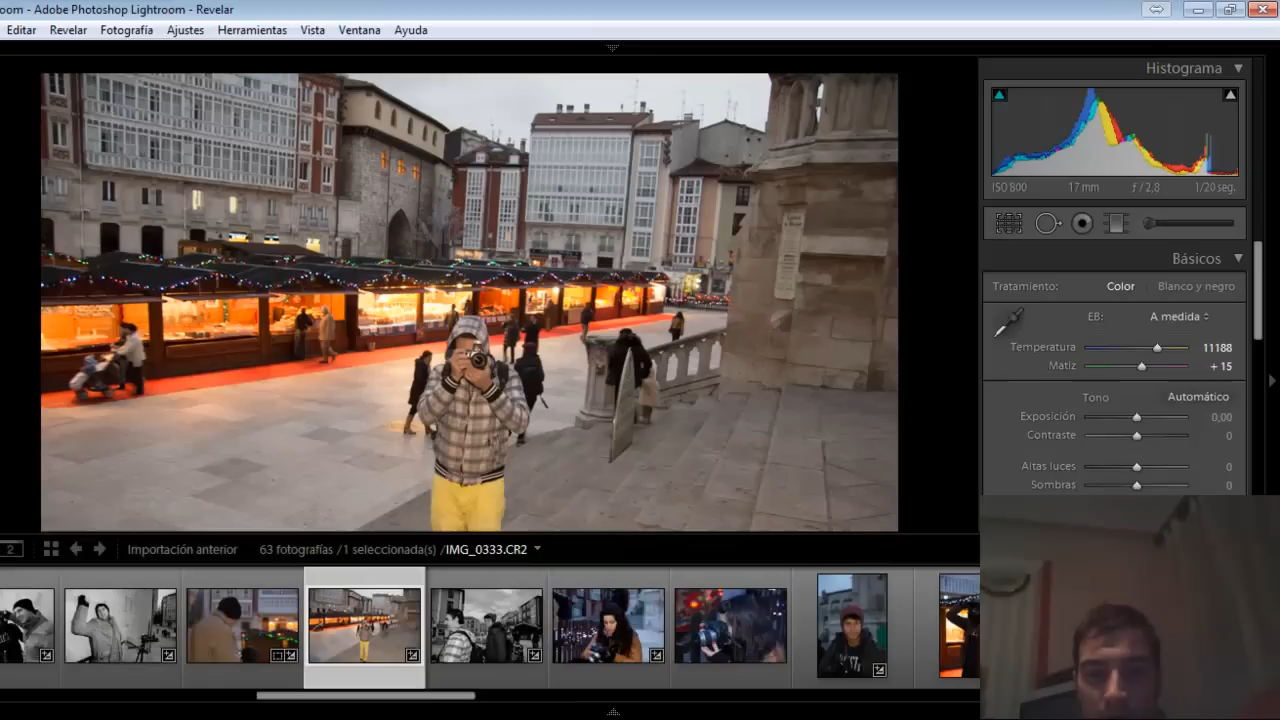 oom - Adobe Photoshop Lightroom - Revelar
Editar Revelar Fotografía Ajustes Herramientas Vista Ventana Ayuda
Histograma
ISO 800 17 mm ƒ / 2,8 1/20 seg.
Básicos
Tratamiento: Color Blanco y negro
EB: A medida
Temperatura 11188
Matiz + 15
Tono Automático
Exposición 0,00
Contraste 0
Altas luces 0
Sombras 0
2 Importación anterior 63 fotografías /1 seleccionada(s) /IMG_0333.CR2